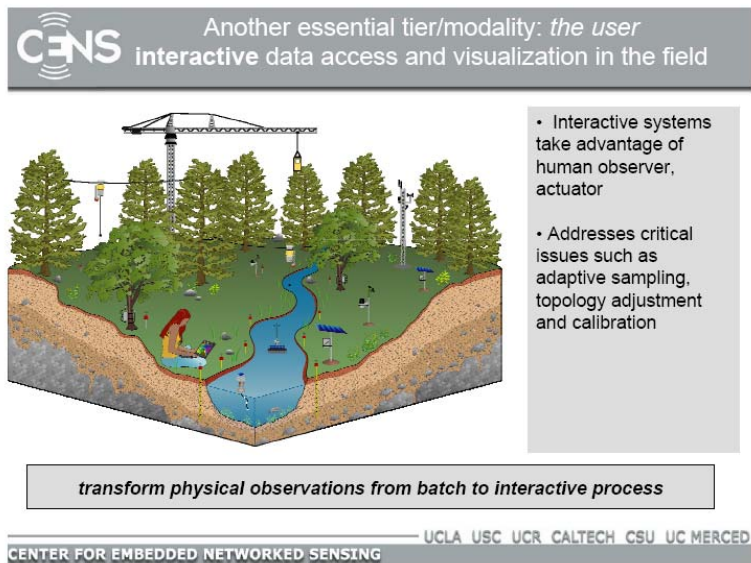 CENS
Another essential tier/modality: the user
interactive data access and visualization in the field
• Interactive systems
take advantage of
human observer,
actuator
• Addresses critical
issues such as
adaptive sampling,
topology adjustment
and calibration
transform physical observations from batch to interactive process
UCLA USC UCR CALTECH CSU UC MERCED
CENTER FOR EMBEDDED NETWORKED SENSING